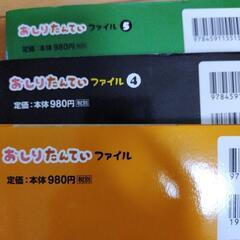 おしりたんてい ファイル 5
定価:本体980円 税別
おしりたんてい ファイル 4
定価:本体980円 税別
おしりたんてい ファイル
定価:本体980円 税別